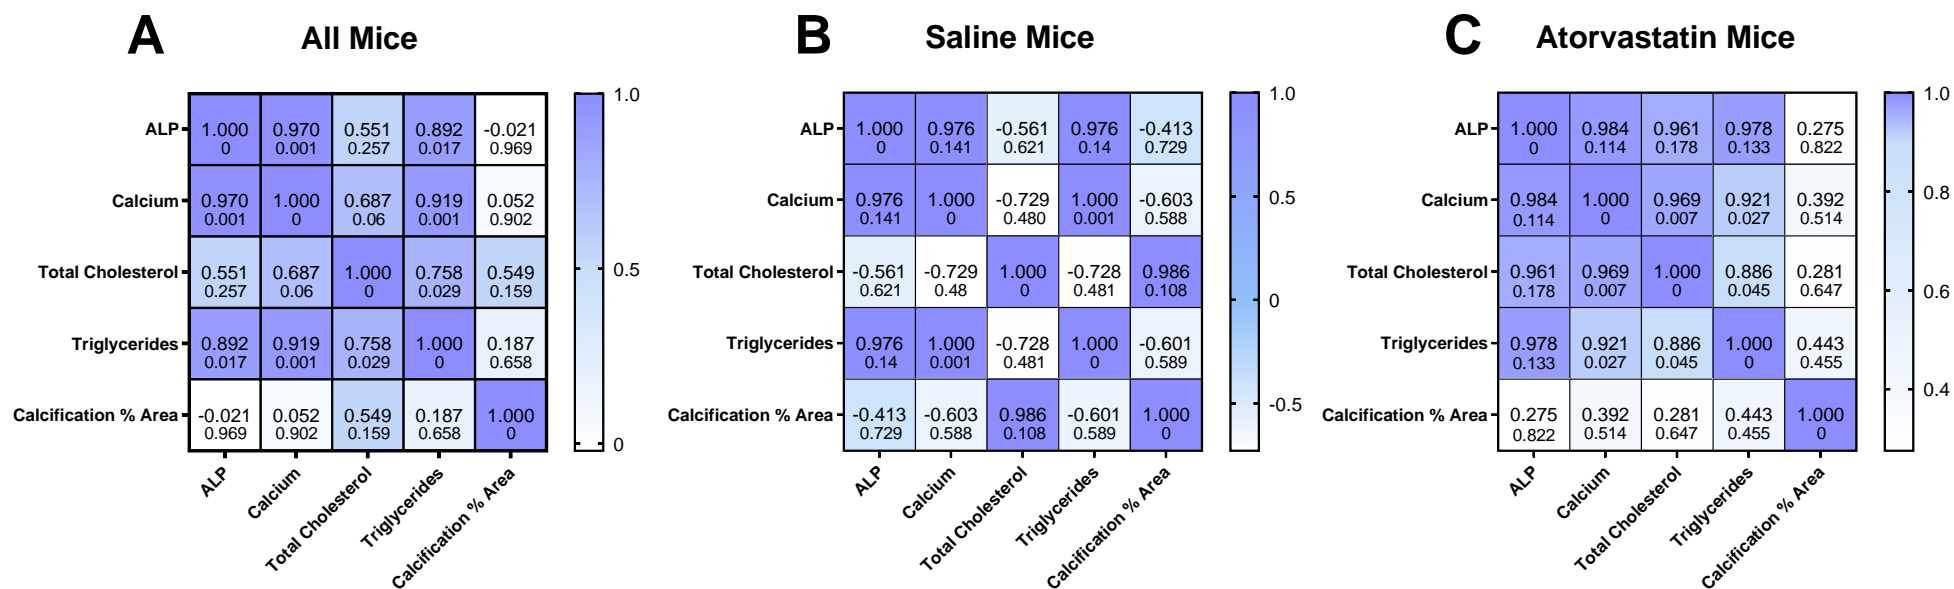 A All Mice
1.0
0.5
0
ALP 1.000 0.970 0.551 0.892 -0.021
0 0.001 0.257 0.017 0.969
Calcium 0.970 1.000 0.687 0.919 0.052
0.001 0 0.06 0.001 0.902
Total Cholesterol 0.551 0.687 1.000 0.758 0.549
0.257 0.06 0 0.029 0.159
Triglycerides 0.892 0.919 0.758 1.000 0.187
0.017 0.001 0.029 0 0.658
Calcification % Area -0.021 0.052 0.549 0.187 1.000
0.969 0.902 0.159 0.658 0
ALP
Calcium
Total Cholesterol
Triglycerides
Calcification % Area
B Saline Mice
1.0
0.5
0
-0.5
ALP 1.000 0.976 -0.561 0.976 -0.413
0 0.141 0.621 0.14 0.729
Calcium 0.976 1.000 -0.729 1.000 -0.603
0.141 0 0.480 0.001 0.588
Total Cholesterol -0.561 -0.729 1.000 -0.728 0.986
0.621 0.48 0 0.481 0.108
Triglycerides 0.976 1.000 -0.728 1.000 -0.601
0.14 0.001 0.481 0 0.589
Calcification % Area -0.413 -0.603 0.986 -0.601 1.000
0.729 0.588 0.108 0.589 0
ALP
Calcium
Total Cholesterol
Triglycerides
Calcification % Area
C Atorvastatin Mice
1.0
0.8
0.6
0.4
ALP 1.000 0.984 0.961 0.978 0.275
0 0.114 0.178 0.133 0.822
Calcium 0.984 1.000 0.969 0.921 0.392
0.114 0 0.007 0.027 0.514
Total Cholesterol 0.961 0.969 1.000 0.886 0.281
0.178 0.007 0 0.045 0.647
Triglycerides 0.978 0.921 0.886 1.000 0.443
0.133 0.027 0.045 0 0.455
Calcification % Area 0.275 0.392 0.281 0.443 1.000
0.822 0.514 0.647 0.455 0
ALP
Calcium
Total Cholesterol
Triglycerides
Calcification % Area